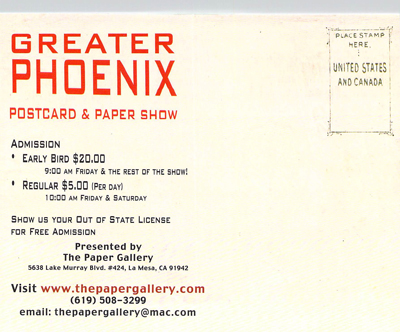 GREATER
PHOENIX
POSTCARD & PAPER SHOW
PLACE STAMP
HERE.
UNITED STATES
AND CANADA
ADMISSION
• EARLY BIRD $20.00
9:00 AM FRIDAY & THE REST OF THE SHOW!
• REGULAR $5.00 (PER DAY)
10:00 AM FRIDAY & SATURDAY
SHOW US YOUR OUT OF STATE LICENSE
FOR FREE ADMISSION
Presented by
The Paper Gallery
5638 Lake Murray Blvd. #424, La Mesa, CA 91942
Visit www.thepapergallery.com
(619) 508-3299
email: thepapergallery@mac.com